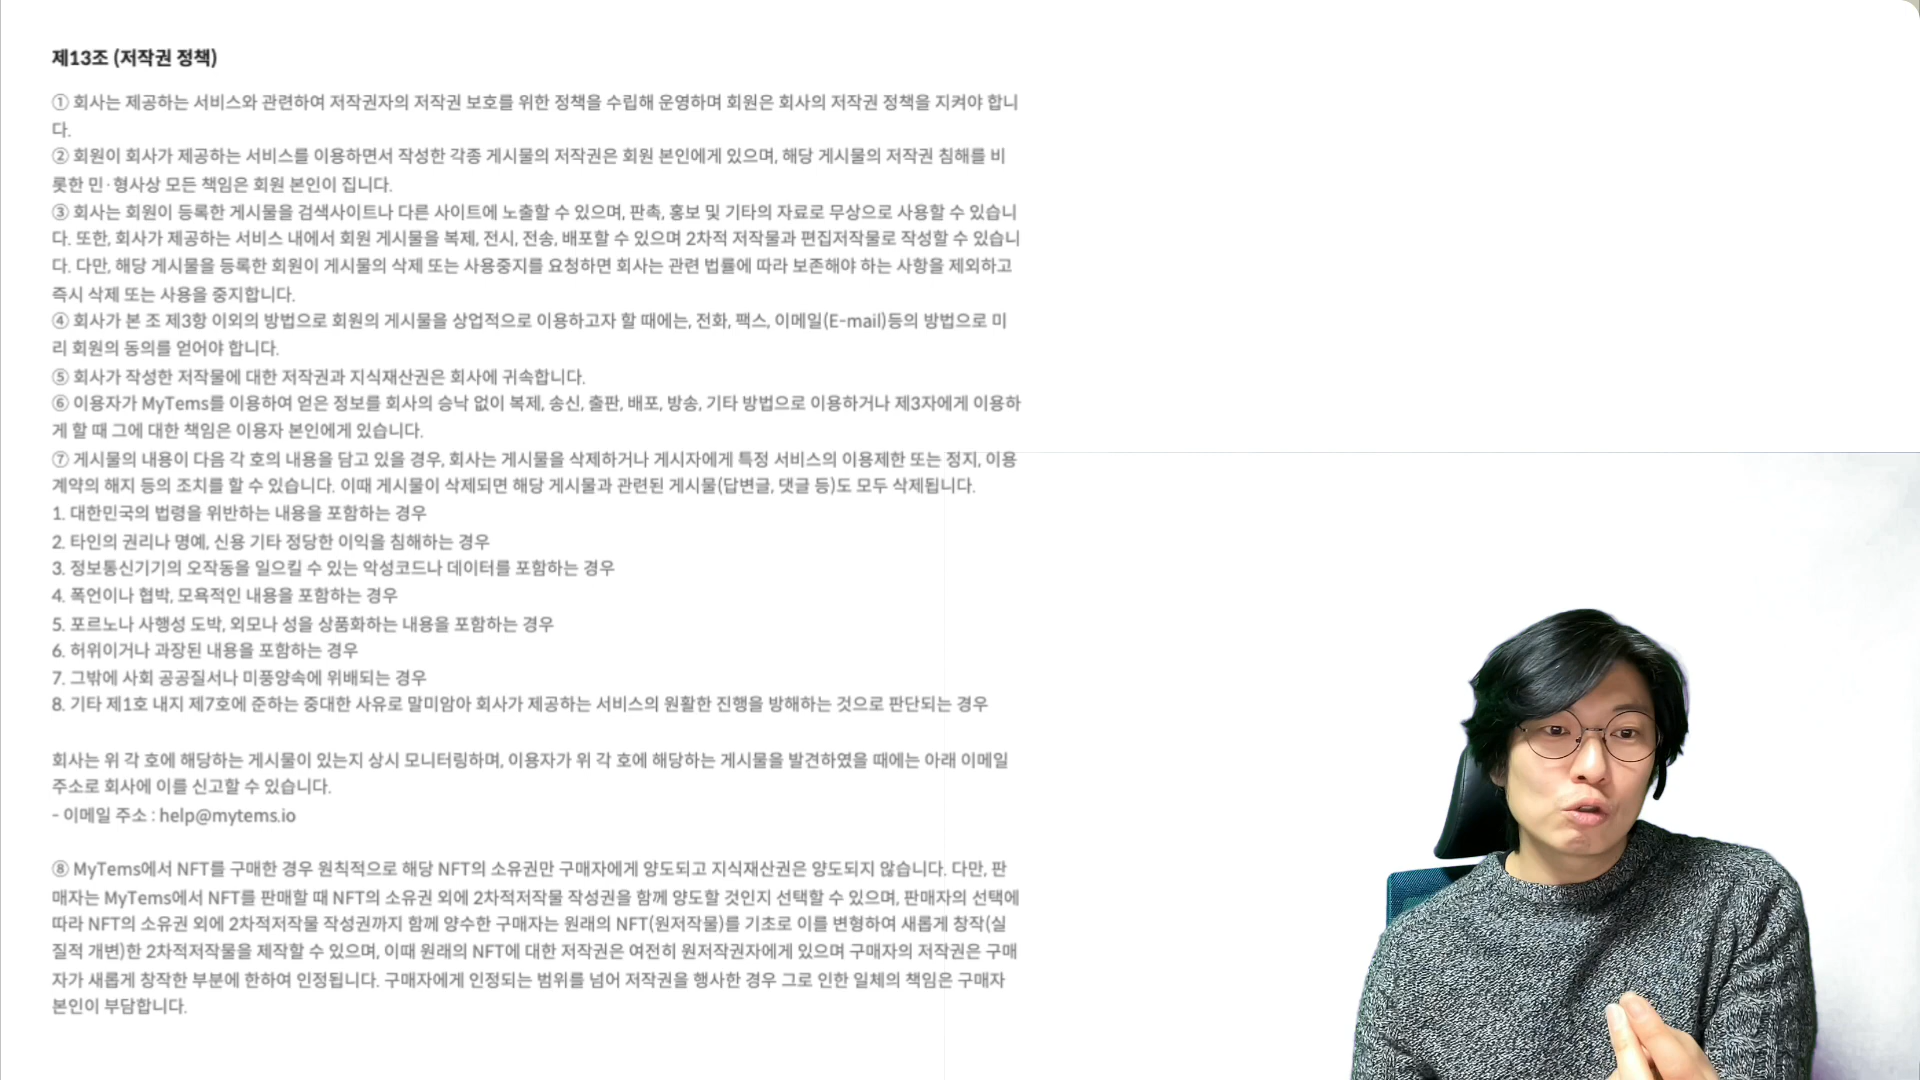 제13조 (저작권 정책)
① 회사는 제공하는 서비스와 관련하여 저작권자의 저작권 보호를 위한 정책을 수립해 운영하며 회원은 회사의 저작권 정책을 지켜야 합니
다.
② 회원이 회사가 제공하는 서비스를 이용하면서 작성한 각종 게시물의 저작권은 회원 본인에게 있으며, 해당 게시물의 저작권 침해를 비
롯한 민·형사상 모든 책임은 회원 본인이 집니다.
③ 회사는 회원이 등록한 게시물을 검색사이트나 다른 사이트에 노출할 수 있으며, 판촉, 홍보 및 기타의 자료로 무상으로 사용할 수 있습니
다. 또한, 회사가 제공하는 서비스 내에서 회원 게시물을 복제, 전시, 전송, 배포할 수 있으며 2차적 저작물과 편집저작물로 작성할 수 있습니
다. 다만, 해당 게시물을 등록한 회원이 게시물의 삭제 또는 사용중지를 요청하면 회사는 관련 법률에 따라 보존해야 하는 사항을 제외하고
즉시 삭제 또는 사용을 중지합니다.
④ 회사가 본 조 제3항 이외의 방법으로 회원의 게시물을 상업적으로 이용하고자 할 때에는, 전화, 팩스, 이메일(E-mail)등의 방법으로 미
리 회원의 동의를 얻어야 합니다.
⑤ 회사가 작성한 저작물에 대한 저작권과 지식재산권은 회사에 귀속합니다.
⑥ 이용자가 MyTems를 이용하여 얻은 정보를 회사의 승낙 없이 복제, 송신, 출판, 배포, 방송, 기타 방법으로 이용하거나 제3자에게 이용하
게 할 때 그에 대한 책임은 이용자 본인에게 있습니다.
⑦ 게시물의 내용이 다음 각 호의 내용을 담고 있을 경우, 회사는 게시물을 삭제하거나 게시자에게 특정 서비스의 이용제한 또는 정지, 이용
계약의 해지 등의 조치를 할 수 있습니다. 이때 게시물이 삭제되면 해당 게시물과 관련된 게시물(답변글, 댓글 등)도 모두 삭제됩니다.
1. 대한민국의 법령을 위반하는 내용을 포함하는 경우
2. 타인의 권리나 명예, 신용 기타 정당한 이익을 침해하는 경우
3. 정보통신기기의 오작동을 일으킬 수 있는 악성코드나 데이터를 포함하는 경우
4. 폭언이나 협박, 모욕적인 내용을 포함하는 경우
5. 포르노나 사행성 도박, 외모나 성을 상품화하는 내용을 포함하는 경우
6. 허위이거나 과장된 내용을 포함하는 경우
7. 그밖에 사회 공공질서나 미풍양속에 위배되는 경우
8. 기타 제1호 내지 제7호에 준하는 중대한 사유로 말미암아 회사가 제공하는 서비스의 원활한 진행을 방해하는 것으로 판단되는 경우
회사는 위 각 호에 해당하는 게시물이 있는지 상시 모니터링하며, 이용자가 위 각 호에 해당하는 게시물을 발견하였을 때에는 아래 이메일
주소로 회사에 이를 신고할 수 있습니다.
- 이메일 주소 : help@mytems.io
⑧ MyTems에서 NFT를 구매한 경우 원칙적으로 해당 NFT의 소유권만 구매자에게 양도되고 지식재산권은 양도되지 않습니다. 다만, 판
매자는 MyTems에서 NFT를 판매할 때 NFT의 소유권 외에 2차적저작물 작성권을 함께 양도할 것인지 선택할 수 있으며, 판매자의 선택에
따라 NFT의 소유권 외에 2차적저작물 작성권까지 함께 양수한 구매자는 원래의 NFT(원저작물)를 기초로 이를 변형하여 새롭게 창작(실
질적 개변)한 2차적저작물을 제작할 수 있으며, 이때 원래의 NFT에 대한 저작권은 여전히 원저작권자에게 있으며 구매자의 저작권은 구매
자가 새롭게 창작한 부분에 한하여 인정됩니다. 구매자에게 인정되는 범위를 넘어 저작권을 행사한 경우 그로 인한 일체의 책임은 구매자
본인이 부담합니다.